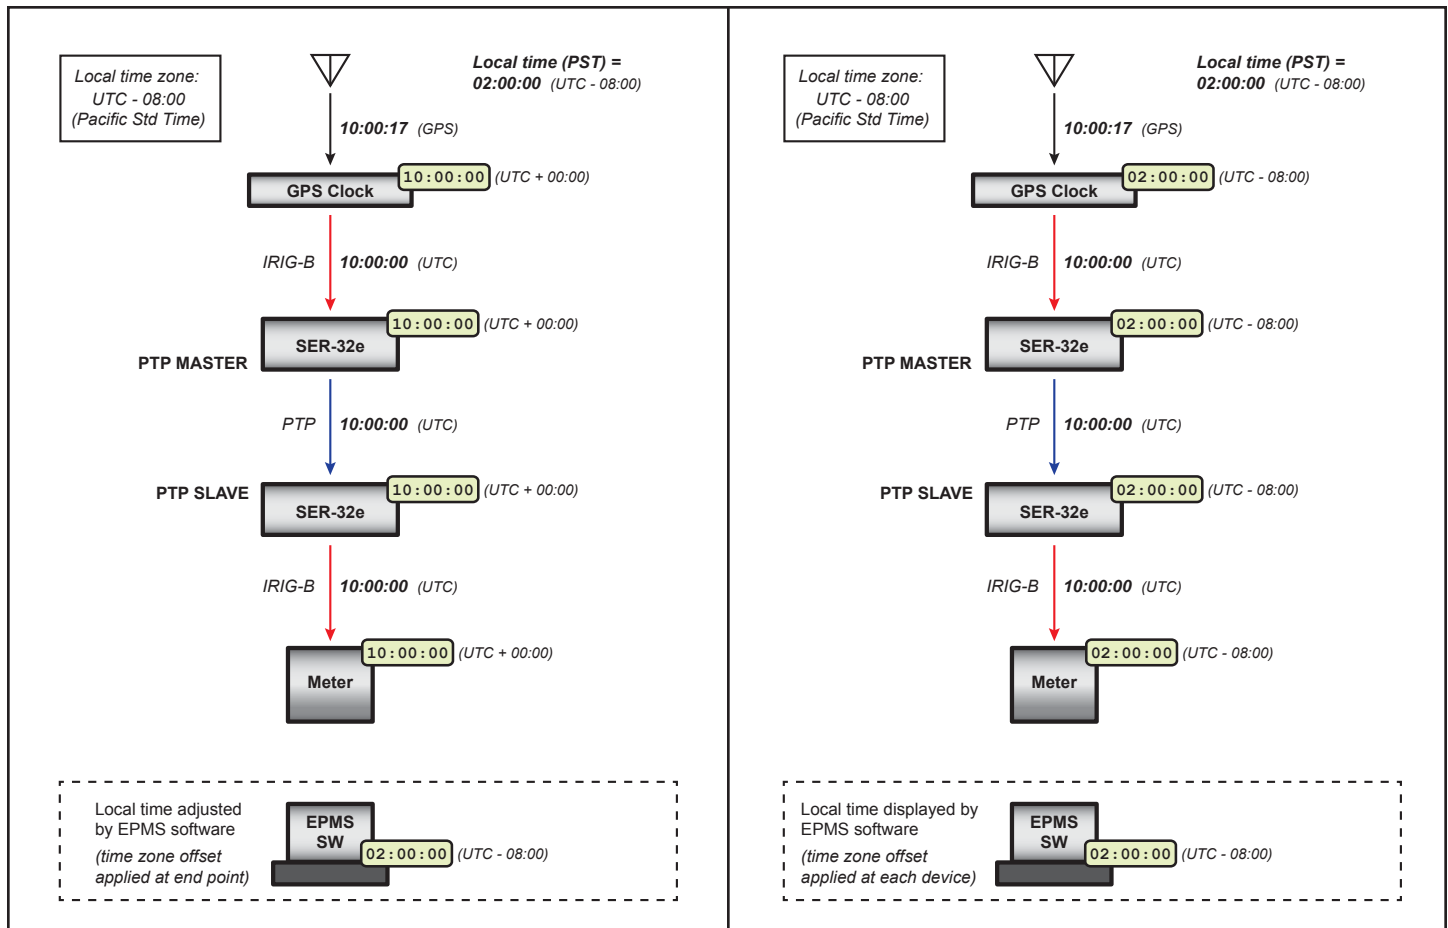 Local time zone:
UTC - 08:00
(Pacific Std Time)
Local time (PST) =
02:00:00 (UTC - 08:00)
10:00:17 (GPS)
GPS Clock
10:00:00 (UTC + 00:00)
IRIG-B 10:00:00 (UTC)
10:00:00 (UTC + 00:00)
SER-32e
PTP MASTER
PTP 10:00:00 (UTC)
PTP SLAVE
10:00:00 (UTC + 00:00)
SER-32e
IRIG-B 10:00:00 (UTC)
10:00:00 (UTC + 00:00)
Meter
Local time adjusted
by EPMS software
(time zone offset
applied at end point)
EPMS
SW
02:00:00 (UTC - 08:00)
Local time zone:
UTC - 08:00
(Pacific Std Time)
Local time (PST) =
02:00:00 (UTC - 08:00)
10:00:17 (GPS)
GPS Clock
02:00:00 (UTC - 08:00)
IRIG-B 10:00:00 (UTC)
02:00:00 (UTC - 08:00)
SER-32e
PTP MASTER
PTP 10:00:00 (UTC)
PTP SLAVE
02:00:00 (UTC - 08:00)
SER-32e
IRIG-B 10:00:00 (UTC)
02:00:00 (UTC - 08:00)
Meter
Local time displayed by
EPMS software
(time zone offset
applied at each device)
EPMS
SW
02:00:00 (UTC - 08:00)